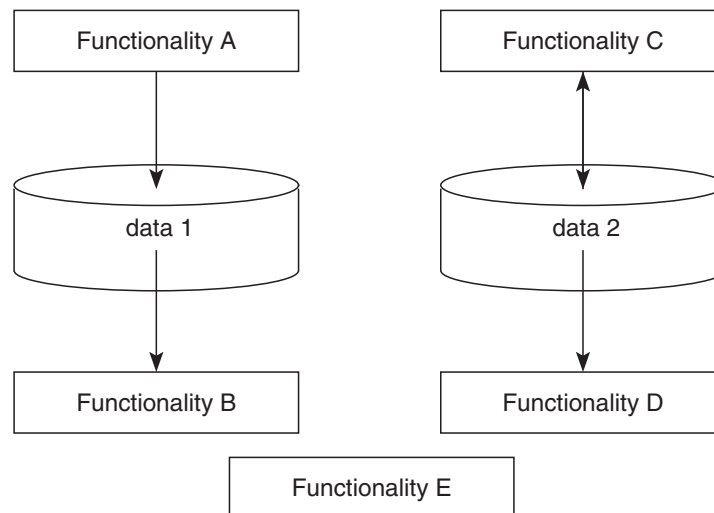 Functionality A
Functionality C
data 1
data 2
Functionality B
Functionality D
Functionality E